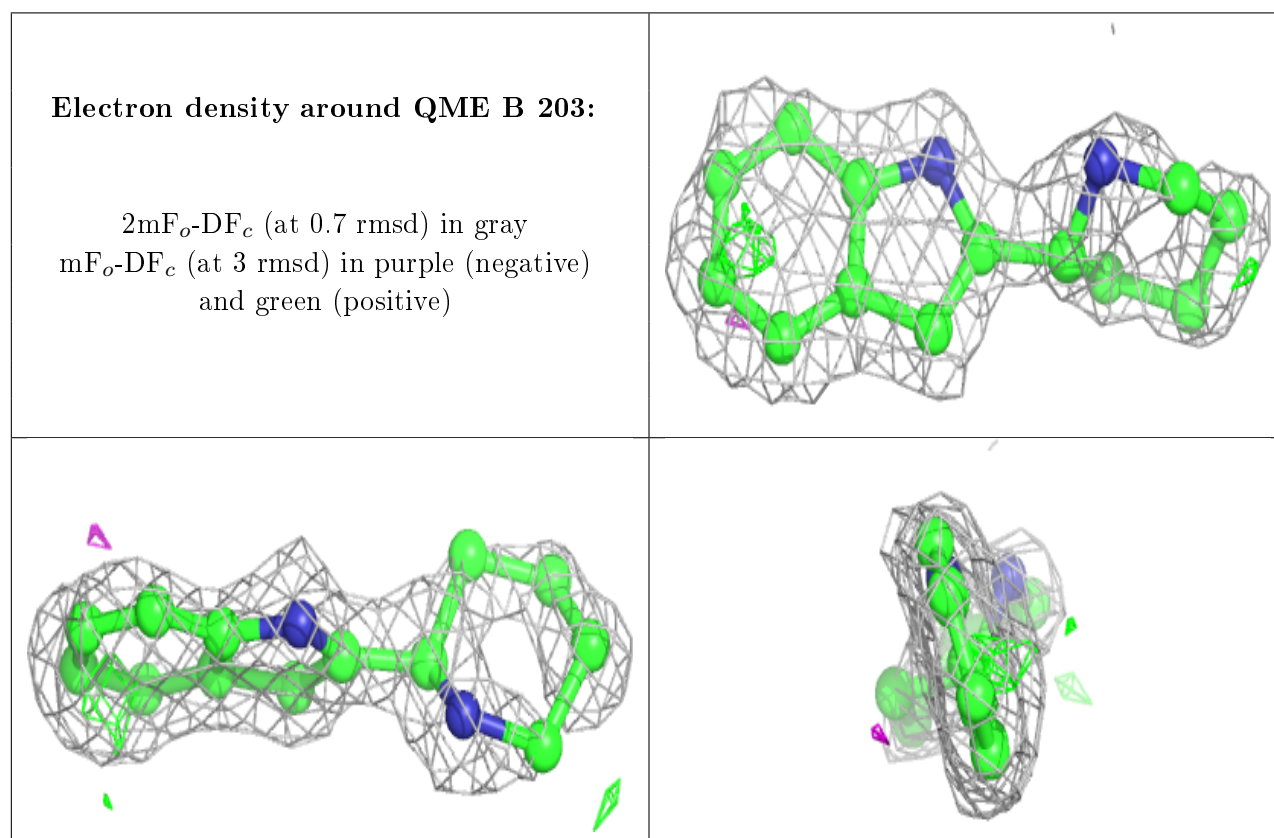 Electron density around QME B 203:
2mFₒ-DF𝑐 (at 0.7 rmsd) in gray
mFₒ-DF𝑐 (at 3 rmsd) in purple (negative)
and green (positive)